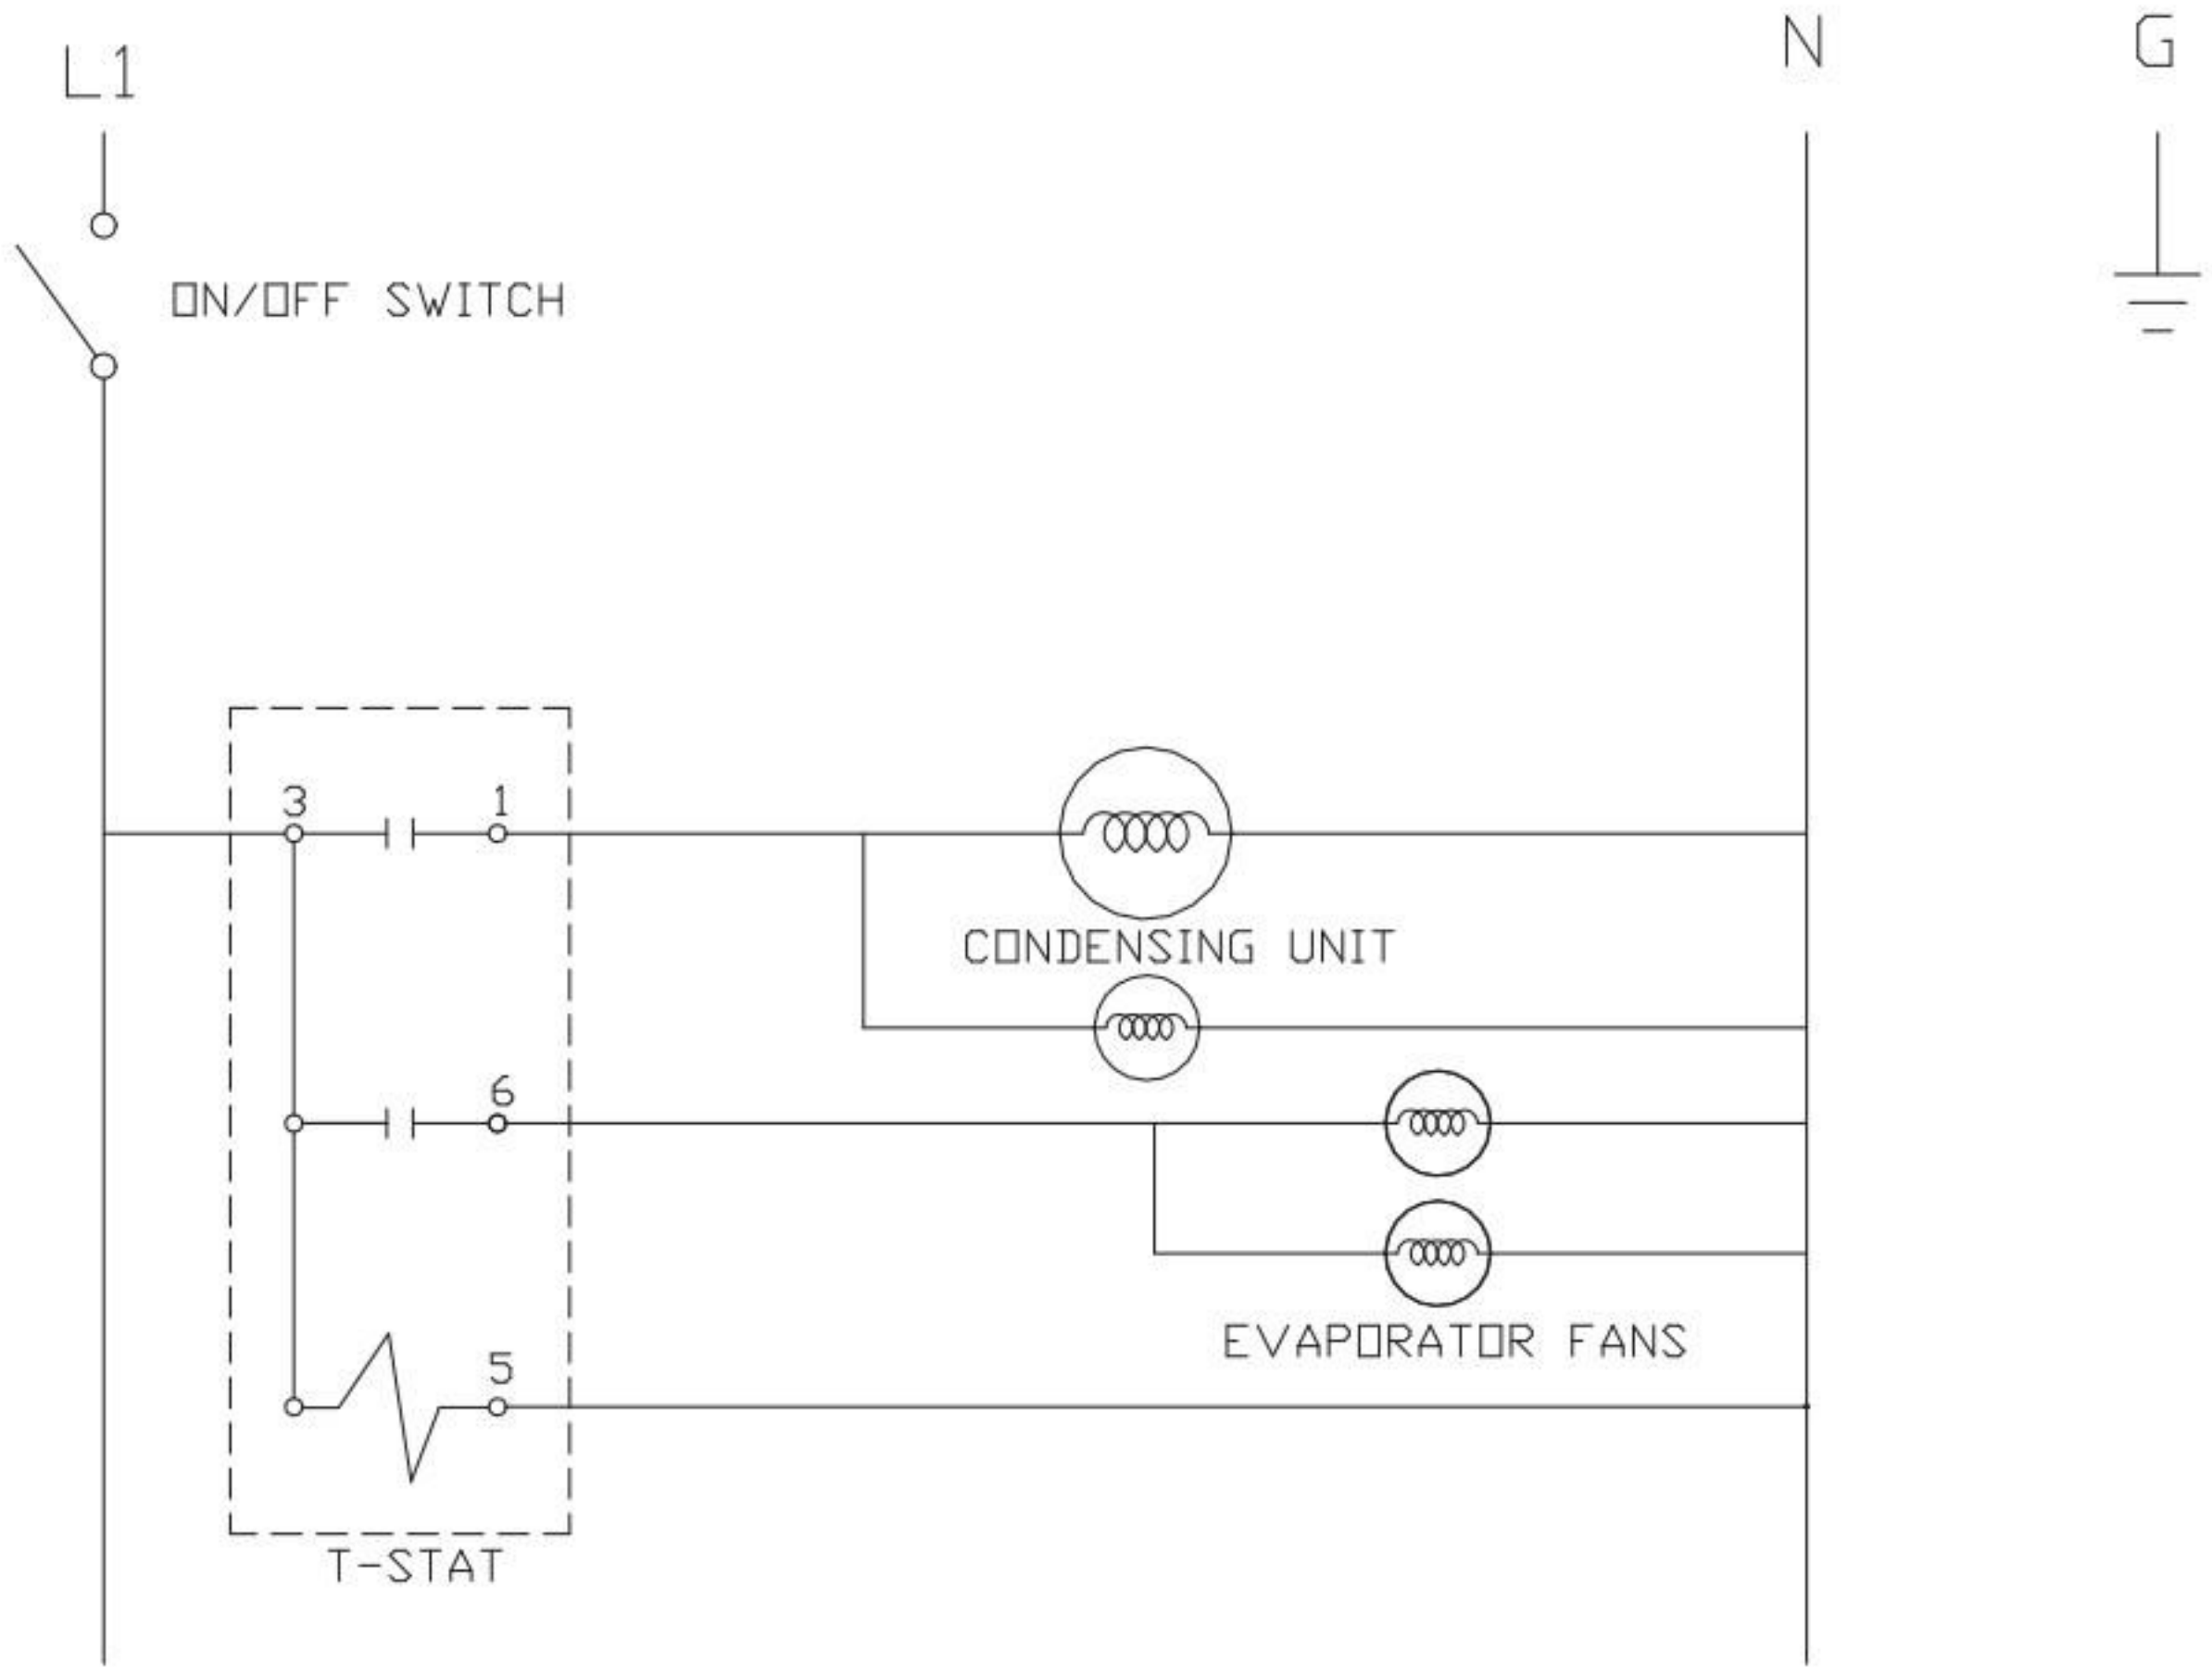 L1
N
G
ON/OFF SWITCH
3
1
CONDENSING UNIT
6
EVAPORATOR FANS
5
T-STAT